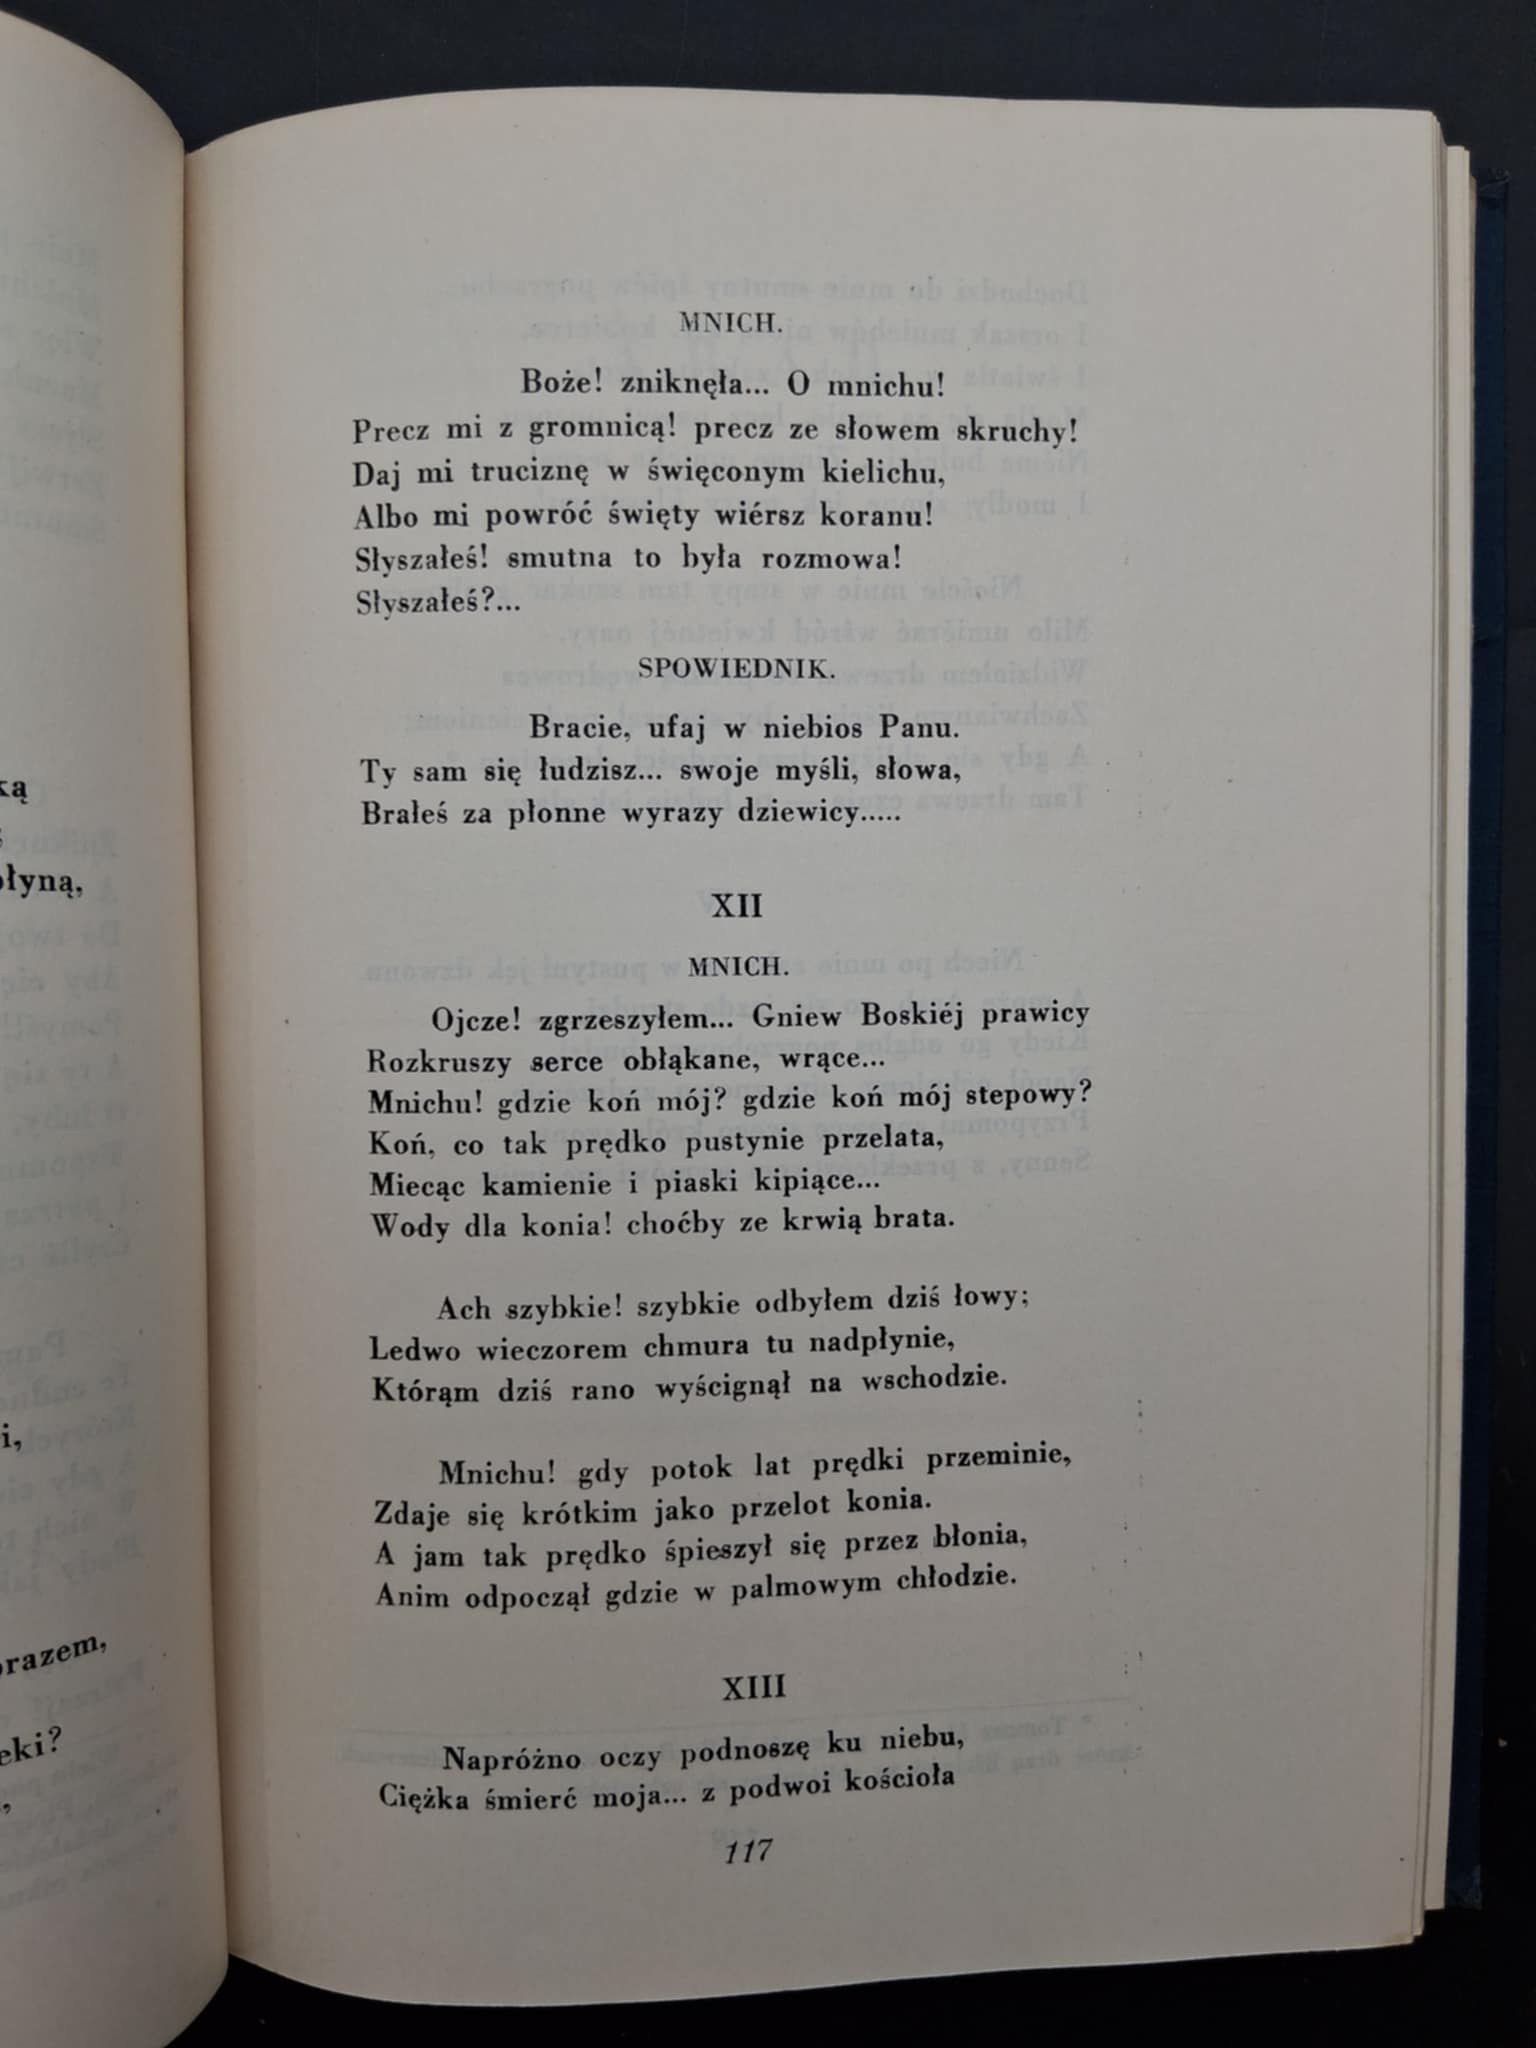 MNICH.
Boże! zniknęła... O mnichu!
Precz mi z gromnicą! precz ze słowem skruchy!
Daj mi truciznę w święconym kielichu,
Albo mi powróć święty wiérsz koranu!
Słyszałeś! smutna to była rozmowa!
Słyszałeś?...
SPOWIEDNIK.
Bracie, ufaj w niebios Panu.
Ty sam się łudzisz... swoje myśli, słowa,
Brałeś za płonne wyrazy dziewicy.....
XII
MNICH.
Ojcze! zgrzeszyłem... Gniew Boskiéj prawicy
Rozkruszy serce obłąkane, wrące...
Mnichu! gdzie koń mój? gdzie koń mój stepowy?
Koń, co tak prędko pustynie przelata,
Miecąc kamienie i piaski kipiące...
Wody dla konia! choćby ze krwią brata.
Ach szybkie! szybkie odbyłem dziś łowy;
Ledwo wieczorem chmura tu nadpłynie,
Którąm dziś rano wyścignął na wschodzie.
Mnichu! gdy potok lat prędki przeminie,
Zdaje się krótkim jako przelot konia.
A jam tak prędko śpieszył się przez błonia,
Anim odpoczął gdzie w palmowym chłodzie.
XIII
Napróżno oczy podnoszę ku niebu,
Ciężka śmierć moja... z podwoi kościoła
117